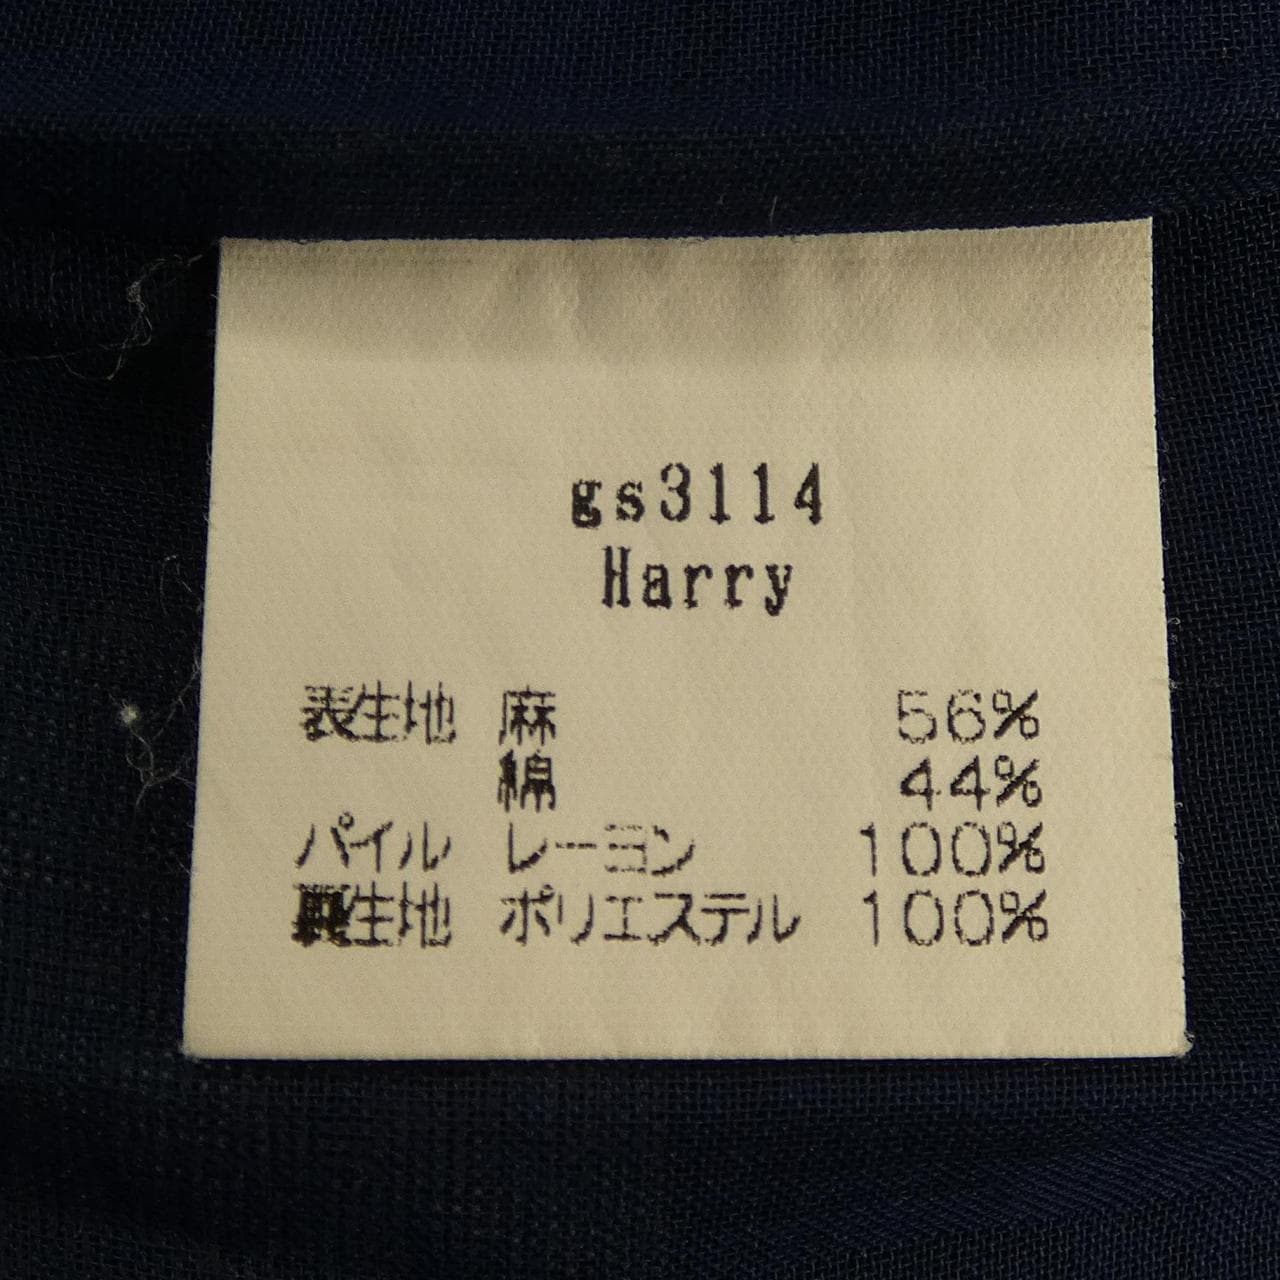 gs3114
Harry
表生地 麻 56%
綿 44%
パイル レーヨン 100%
裏生地 ポリエステル 100%